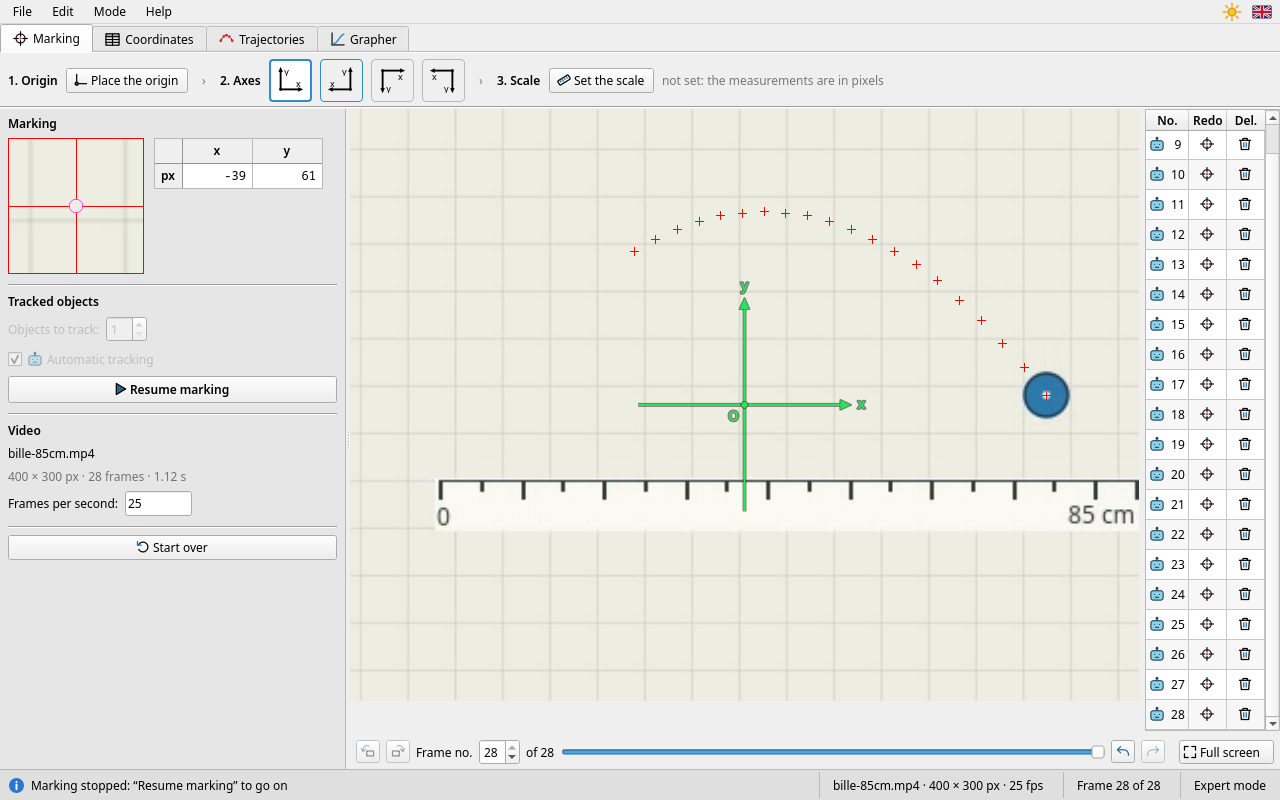 File Edit Mode Help
Marking Coordinates Trajectories Grapher
1. Origin Place the origin › 2. Axes y x y x x y x y › 3. Scale Set the scale not set: the measurements are in pixels
Marking
x y
px -39 61
Tracked objects
Objects to track: 1
Automatic tracking
Resume marking
Video
bille-85cm.mp4
400 × 300 px · 28 frames · 1.12 s
Frames per second: 25
Start over
y
x
O
0 85 cm
No. Redo Del.
9
10
11
12
13
14
15
16
17
18
19
20
21
22
23
24
25
26
27
28
Frame no. 28 of 28 Full screen
Marking stopped: “Resume marking” to go on bille-85cm.mp4 · 400 × 300 px · 25 fps Frame 28 of 28 Expert mode